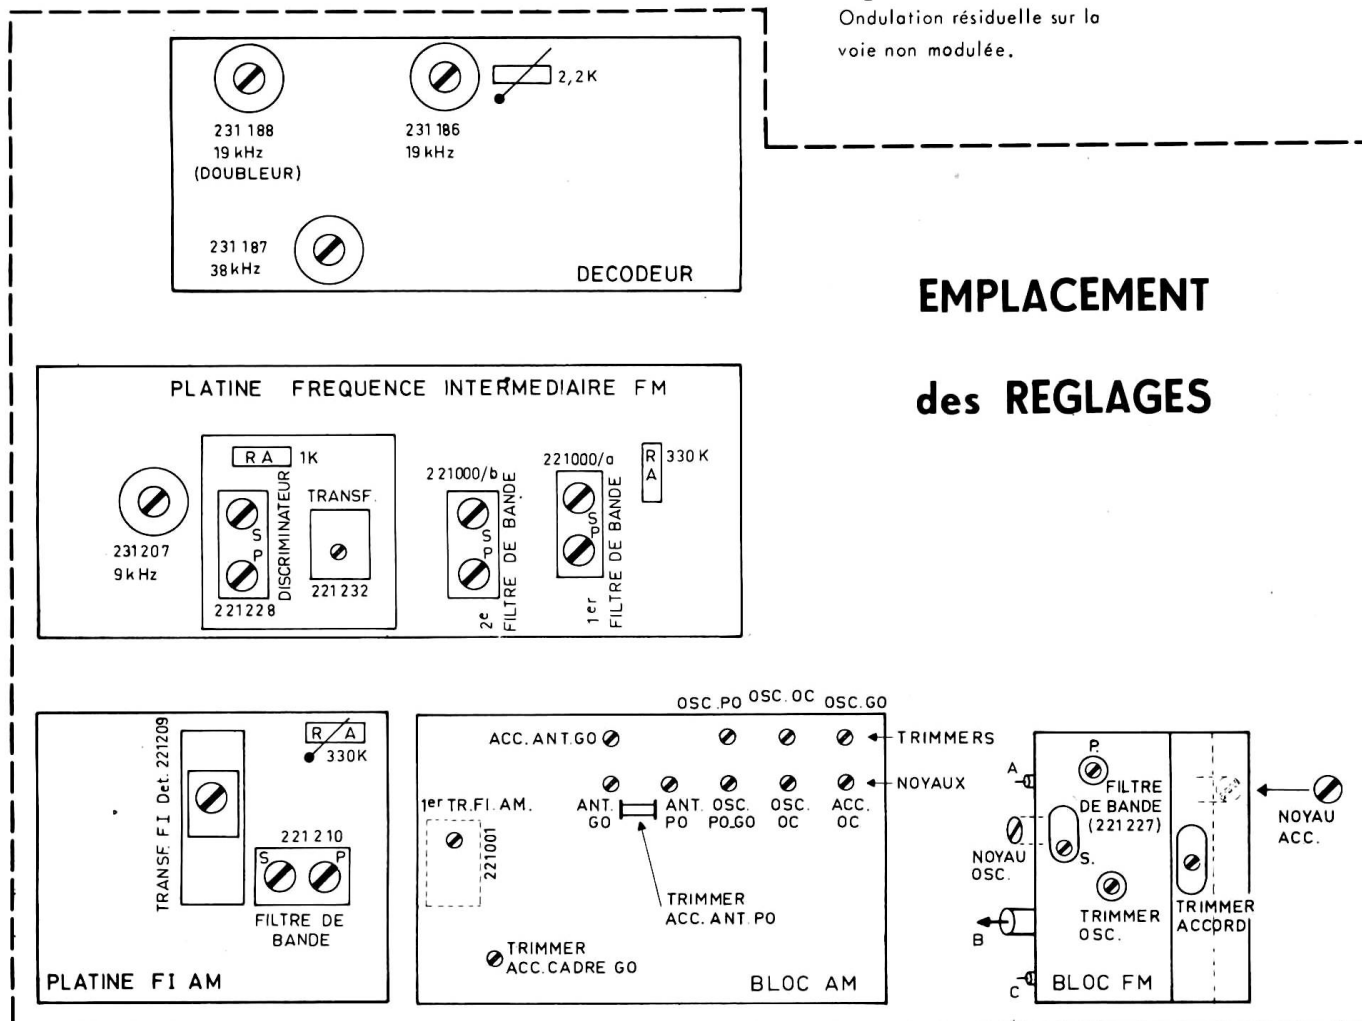 Ondulation résiduelle sur la
voie non modulée.
2,2K
231 188
19 kHz
(DOUBLEUR)
231 186
19 kHz
231 187
38 kHz
DECODEUR
EMPLACEMENT
des REGLAGES
PLATINE FREQUENCE INTERMEDIAIRE FM
RA 1K
TRANSF.
DISCRIMINATEUR
S
P
231207
9 kHz
221228
221232
221000/b
S
P
2e
FILTRE DE BANDE
221000/a
S
P
1er
FILTRE DE BANDE
RA 330K
TRANSF. FI Det. 221209
R A
330K
221 210
S P
FILTRE DE
BANDE
PLATINE FI AM
OSC.PO OSC.OC OSC.GO
ACC. ANT.GO
TRIMMERS
NOYAUX
ANT.
GO
ANT.
PO
OSC.
PO_GO
OSC.
OC
ACC.
OC
1er TR.FI.AM.
221001
TRIMMER
ACC.ANT.PO
TRIMMER
ACC.CADRE GO
BLOC AM
P.
A
FILTRE
DE BANDE
(221 227)
NOYAU
OSC.
S.
TRIMMER
OSC.
TRIMMER
ACCORD
NOYAU
ACC.
B
C
BLOC FM